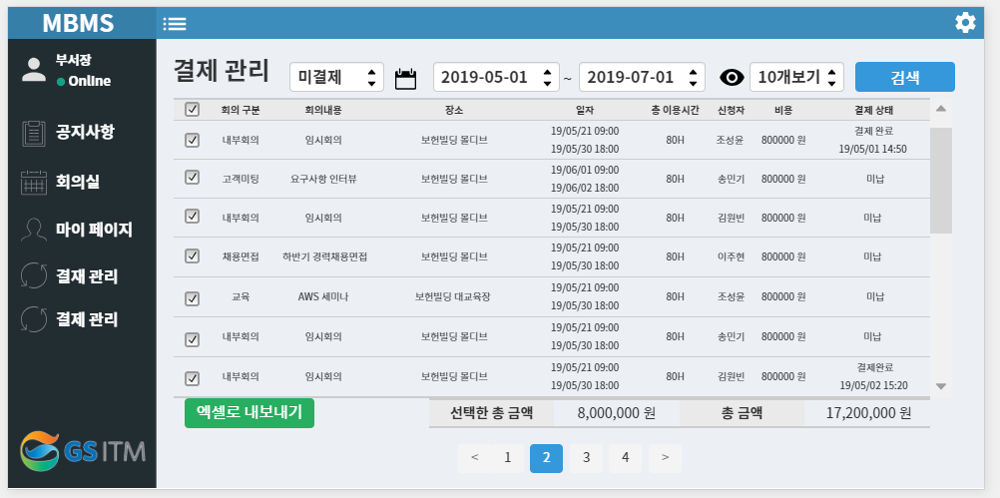 MBMS
부서장
Online
공지사항
회의실
마이 페이지
결재 관리
결제 관리
GS ITM
결제 관리
미결제 2019-05-01 ~ 2019-07-01 10개보기 검색
회의 구분 회의내용 장소 일자 총 이용시간 신청자 비용 결제 상태
내부회의 임시회의 보헌빌딩 몰디브 19/05/21 09:00 80H 조성윤 800000 원 결제 완료
19/05/30 18:00 19/05/01 14:50
고객미팅 요구사항 인터뷰 보헌빌딩 몰디브 19/06/01 09:00 80H 송민기 800000 원 미납
19/06/02 18:00
내부회의 임시회의 보헌빌딩 몰디브 19/05/21 09:00 80H 김원빈 800000 원 미납
19/05/30 18:00
채용면접 하반기 경력채용면접 보헌빌딩 몰디브 19/05/21 09:00 80H 이주현 800000 원 미납
19/05/30 18:00
교육 AWS 세미나 보헌빌딩 대교육장 19/05/21 09:00 80H 조성윤 800000 원 미납
19/05/30 18:00
내부회의 임시회의 보헌빌딩 몰디브 19/05/21 09:00 80H 송민기 800000 원 미납
19/05/30 18:00
내부회의 임시회의 보헌빌딩 몰디브 19/05/21 09:00 80H 김원빈 800000 원 결제완료
19/05/30 18:00 19/05/02 15:20
엑셀로 내보내기 선택한 총 금액 8,000,000 원 총 금액 17,200,000 원
< 1 2 3 4 >